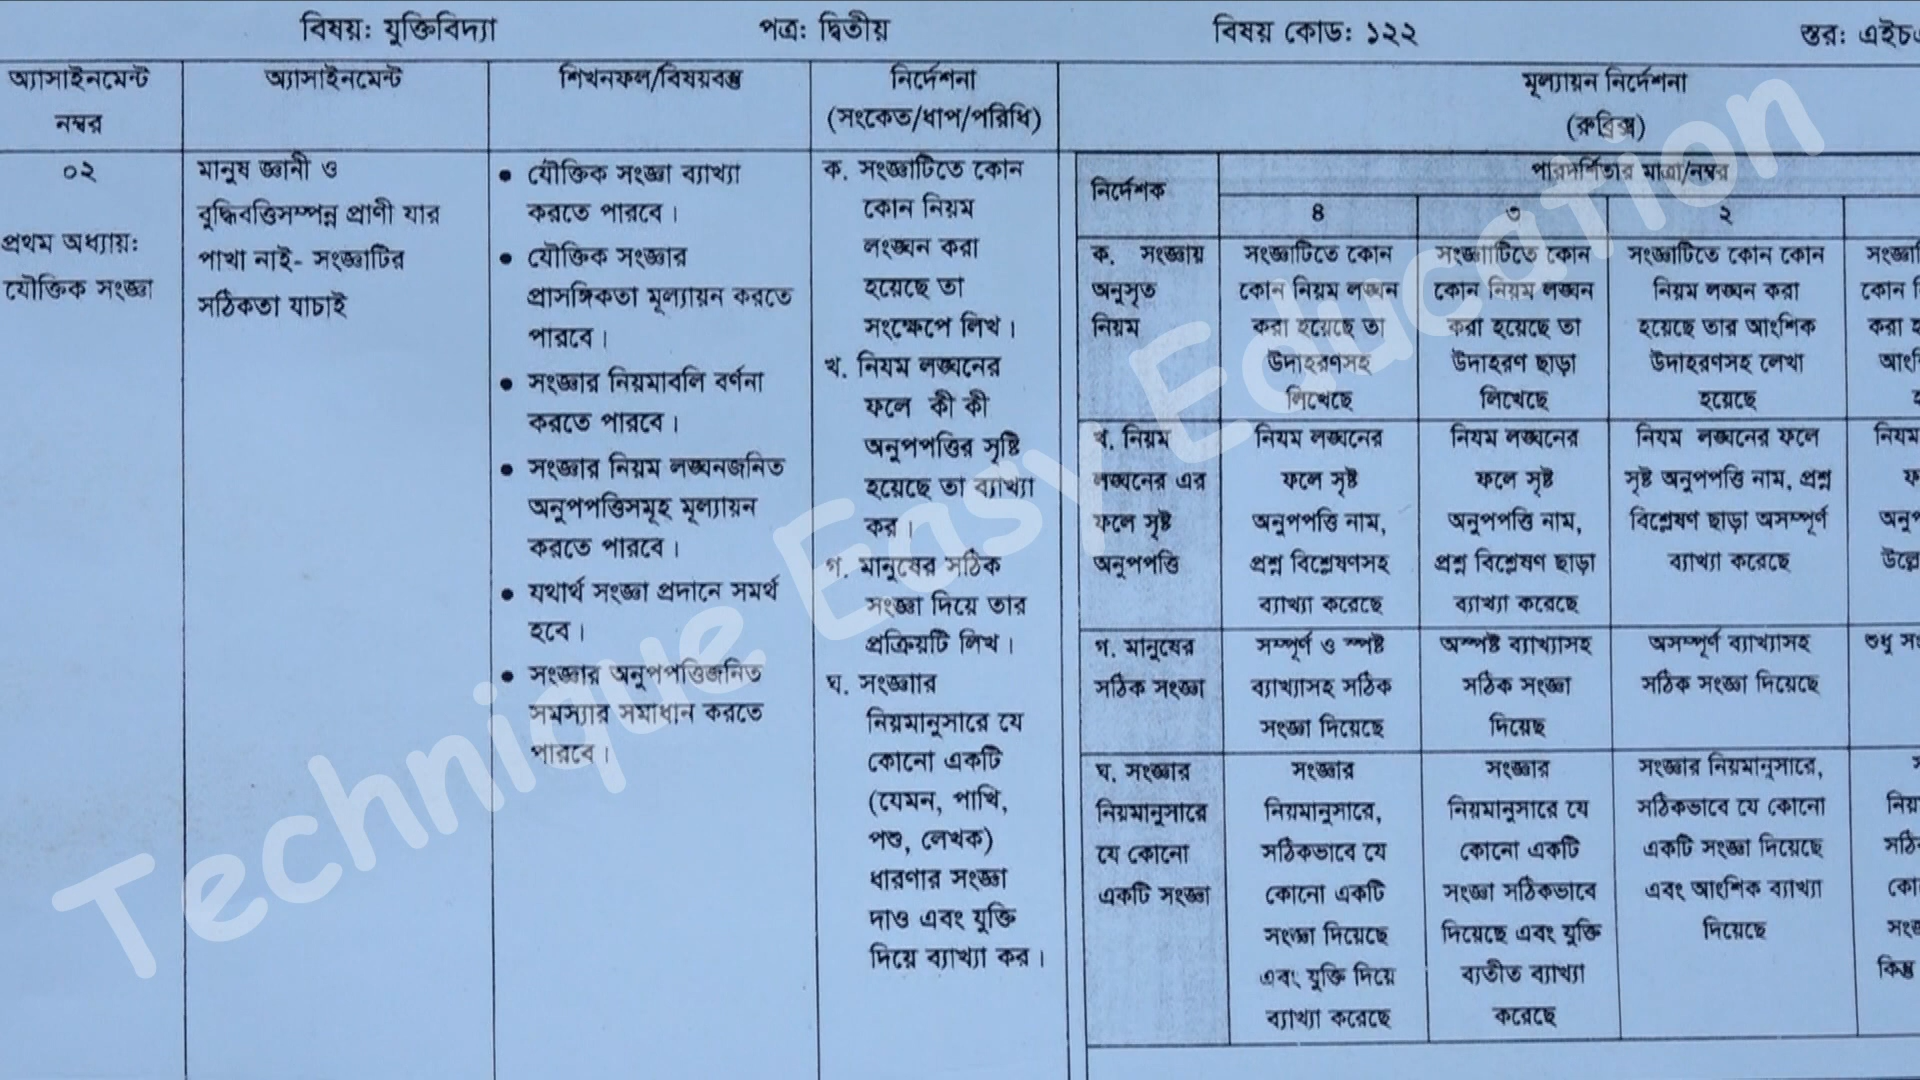 বিষয়: যুক্তিবিদ্যা
পত্র: দ্বিতীয়
বিষয় কোড: ১২২
স্তর:
অ্যাসাইনমেন্ট
নম্বর
অ্যাসাইনমেন্ট
শিখনফল/বিষয়বস্তু
নির্দেশনা
(সংকেত/ধাপ/পরিধি)
মূল্যায়ন নির্দেশনা
(রুব্রিক্স)
০২
প্রথম অধ্যায়:
যৌক্তিক সংজ্ঞা
মানুষ জ্ঞানী ও
বুদ্ধিবত্তিসম্পন্ন প্রাণী যার
পাখা নাই- সংজ্ঞাটির
সঠিকতা যাচাই
• যৌক্তিক সংজ্ঞা ব্যাখ্যা
করতে পারবে।
• যৌক্তিক সংজ্ঞার
প্রাসঙ্গিকতা মূল্যায়ন করতে
পারবে।
• সংজ্ঞার নিয়মাবলি বর্ণনা
করতে পারবে।
• সংজ্ঞার নিয়ম লঙ্ঘনজনিত
অনুপপত্তিসমূহ মূল্যায়ন
করতে পারবে।
• যথার্থ সংজ্ঞা প্রদানে সমর্থ
হবে।
• সংজ্ঞার অনুপপত্তিজনিত
সমস্যার সমাধান করতে
পারবে।
ক. সংজ্ঞাটিতে কোন
কোন নিয়ম
লংঘন করা
হয়েছে তা
সংক্ষেপে লিখ।
খ. নিয়ম লঙ্ঘনের
ফলে কী কী
অনুপপত্তির সৃষ্টি
হয়েছে তা ব্যাখ্যা
কর।
গ. মানুষের সঠিক
সংজ্ঞা দিয়ে তার
প্রক্রিয়টি লিখ।
ঘ. সংজ্ঞাার
নিয়মানুসারে যে
কোনো একটি
(যেমন, পাখি,
পশু, লেখক)
ধারণার সংজ্ঞা
দাও এবং যুক্তি
দিয়ে ব্যাখ্যা কর।
নির্দেশক
পারদর্শিতার মাত্রা/নম্বর
৪
৩
২
ক. সংজ্ঞায়
অনুসৃত
নিয়ম
সংজ্ঞাটিতে কোন
কোন নিয়ম লঙ্ঘন
করা হয়েছে তা
উদাহরণসহ
লিখেছে
সংজ্ঞাাটিতে কোন
কোন নিয়ম লঙ্ঘন
করা হয়েছে তা
উদাহরণ ছাড়া
লিখেছে
সংজ্ঞাটিতে কোন কোন
নিয়ম লঙ্ঘন করা
হয়েছে তার আংশিক
উদাহরণসহ লেখা
হয়েছে
খ. নিয়ম
লঙ্ঘনের এর
ফলে সৃষ্ট
অনুপপত্তি
নিয়ম লঙ্ঘনের
ফলে সৃষ্ট
অনুপপত্তি নাম,
প্রশ্ন বিশ্লেষণসহ
ব্যাখ্যা করেছে
নিয়ম লঙ্ঘনের
ফলে সৃষ্ট
অনুপপত্তি নাম,
প্রশ্ন বিশ্লেষণ ছাড়া
ব্যাখ্যা করেছে
নিয়ম লঙ্ঘনের ফলে
সৃষ্ট অনুপপত্তি নাম, প্রশ্ন
বিশ্লেষণ ছাড়া অসম্পূর্ণ
ব্যাখ্যা করেছে
গ. মানুষের
সঠিক সংজ্ঞা
সম্পূর্ণ ও স্পষ্ট
ব্যাখ্যাসহ সঠিক
সংজ্ঞা দিয়েছে
অস্পষ্ট ব্যাখ্যাসহ
সঠিক সংজ্ঞা
দিয়েছ
অসম্পূর্ণ ব্যাখ্যাসহ
সঠিক সংজ্ঞা দিয়েছে
শুধু
ঘ. সংজ্ঞার
নিয়মানুসারে
যে কোনো
একটি সংজ্ঞা
সংজ্ঞার
নিয়মানুসারে,
সঠিকভাবে যে
কোনো একটি
সংজ্ঞা দিয়েছে
এবং যুক্তি দিয়ে
ব্যাখ্যা করেছে
সংজ্ঞার
নিয়মানুসারে যে
কোনো একটি
সংজ্ঞা সঠিকভাবে
দিয়েছে এবং যুক্তি
ব্যতীত ব্যাখ্যা
করেছে
সংজ্ঞার নিয়মানুসারে,
সঠিকভাবে যে কোনো
একটি সংজ্ঞা দিয়েছে
এবং আংশিক ব্যাখ্যা
দিয়েছে
Technique Easy Education